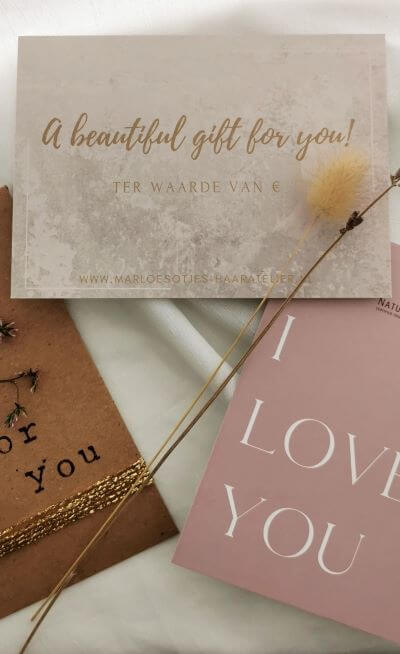 A beautiful gift for you!
TER WAARDE VAN €
WWW.MARLOESOTJES-HAARATELIER.
or
you
NATU
I
LOVE
YOU